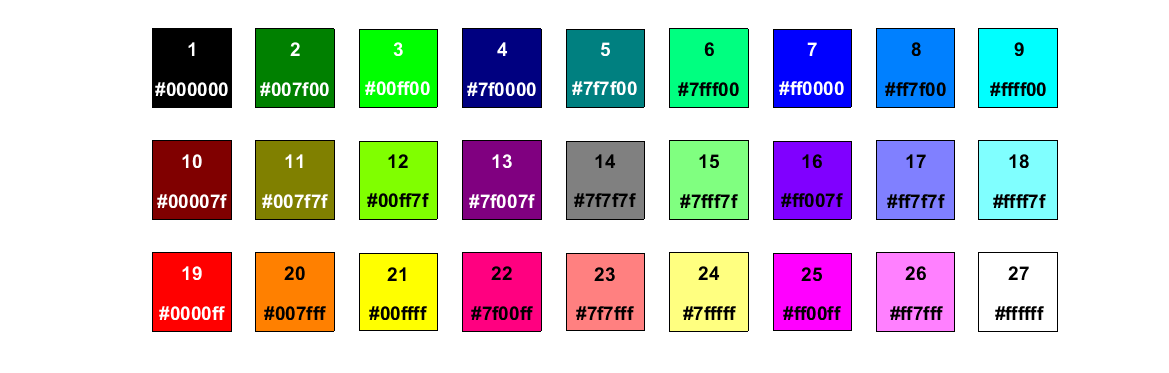 1 2 3 4 5 6 7 8 9
#000000 #007f00 #00ff00 #7f0000 #7f7f00 #7fff00 #ff0000 #ff7f00 #ffff00
10 11 12 13 14 15 16 17 18
#00007f #007f7f #00ff7f #7f007f #7f7f7f #7fff7f #ff007f #ff7f7f #ffff7f
19 20 21 22 23 24 25 26 27
#0000ff #007fff #00ffff #7f00ff #7f7fff #7fffff #ff00ff #ff7fff #ffffff